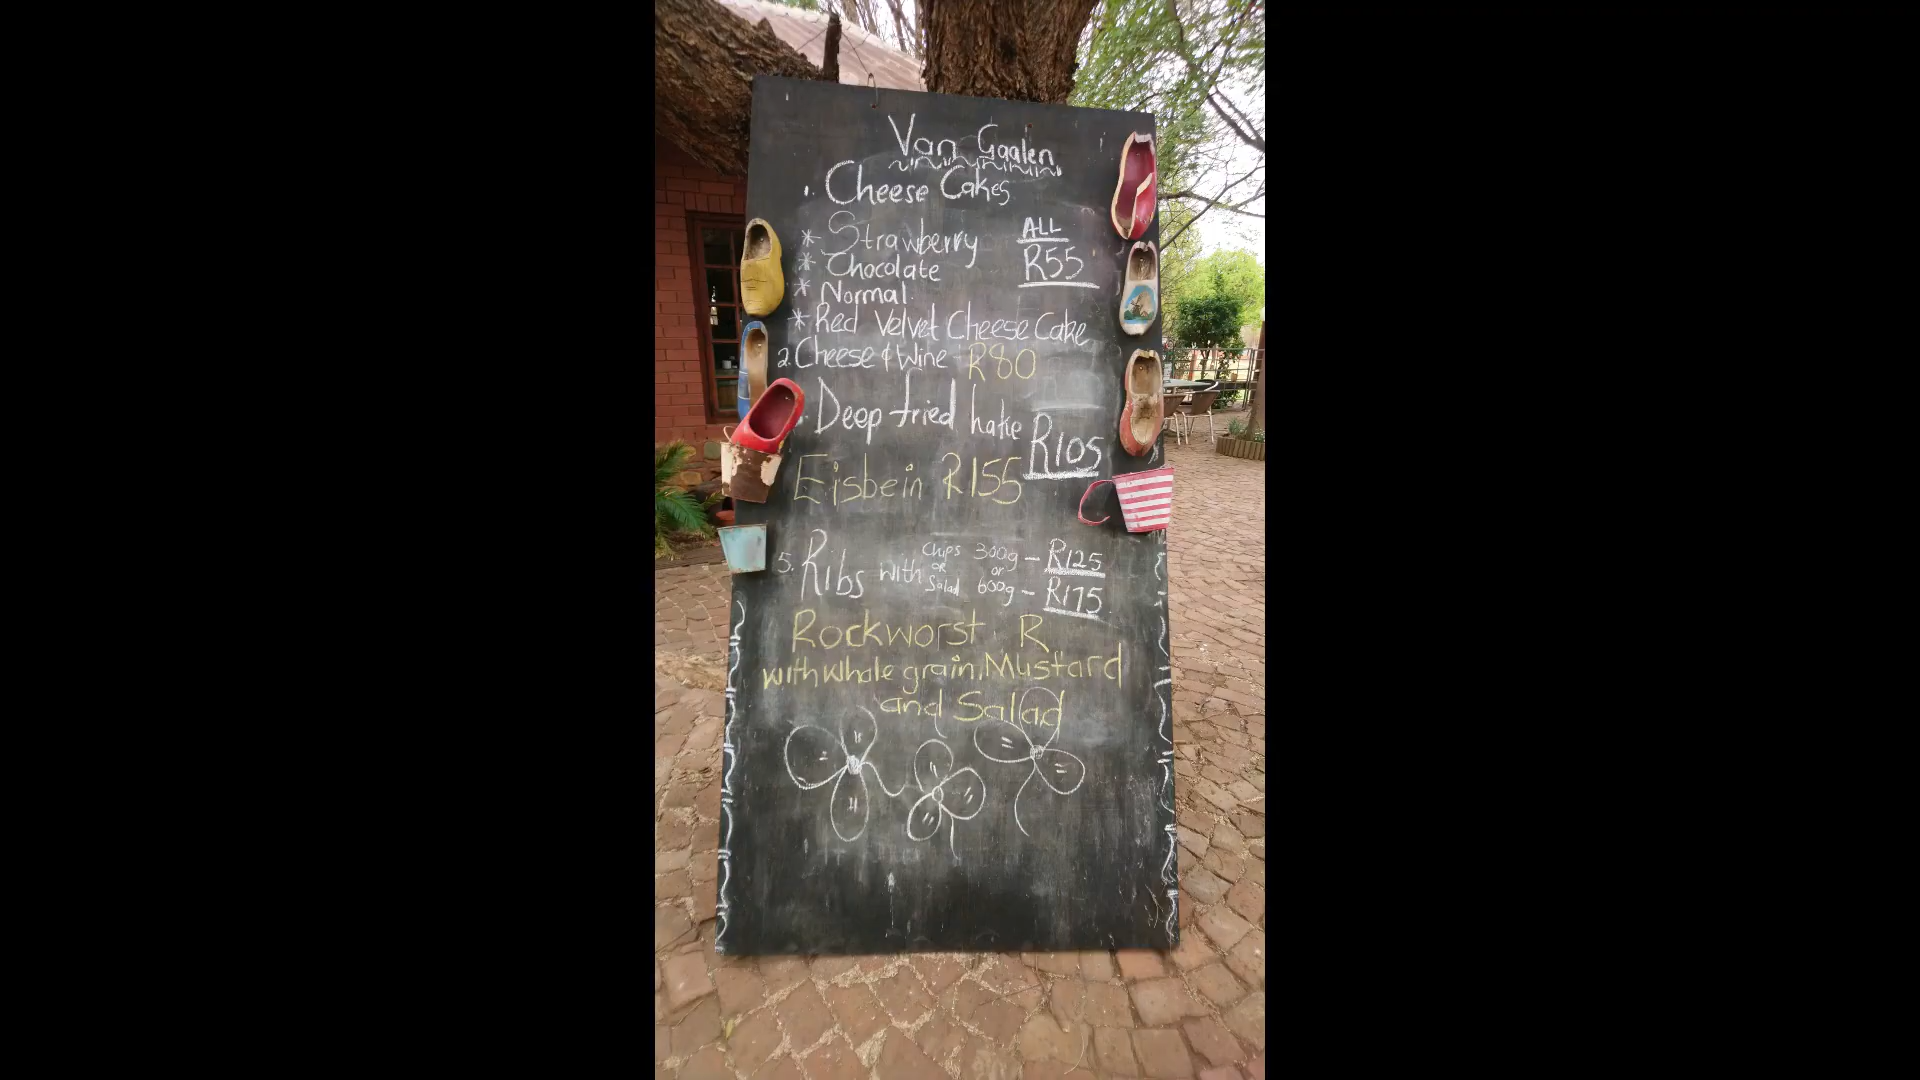 Van Gaalen
1. Cheese Cakes
* Strawberry ALL
* Chocolate R55
* Normal
* Red Velvet Cheese Cake
2. Cheese & Wine R80
Deep fried hake R105
Eisbein R155
5. Ribs with Chips or Salad 300g - R125
or 600g - R175
Rockworst R
with whole grain Mustard
and Salad